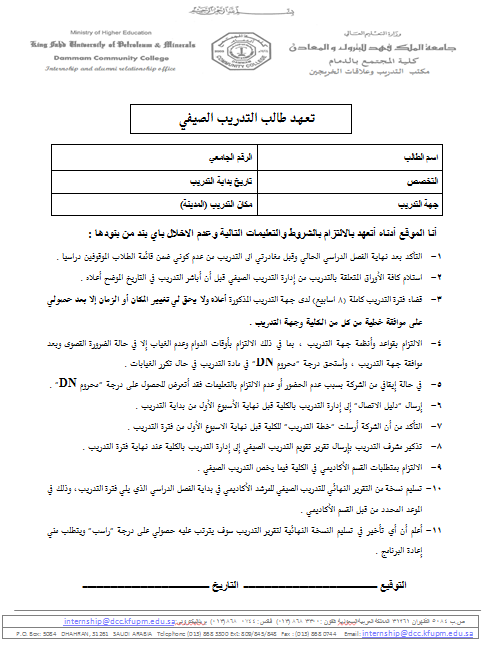 Ministry of Higher Education
King Fahd University of Petroleum & Minerals
Dammam Community College
Internship and alumni relationship office
وزارة التعليم العالي
جامعة الملك فهد للبترول و المعادن
كلية المجتمع بالدمام
مكتب التدريب وعلاقات الخريجين
تعهد طالب التدريب الصيفي
اسم الطالب
الرقم الجامعي
التخصص
تاريخ بداية التدريب
جهة التدريب
مكان التدريب (المدينة)
أنا الموقع أدناه أتعهد بالالتزام بالشروط والتعليمات التالية وعدم الاخلال بأي بند من بنودها :
١- التأكد بعد نهاية الفصل الدراسي الحالي وقبل مغادرتي الى التدريب من عدم كوني ضمن قائمة الطلاب الموقوفين دراسيا .
٢- استلام كافة الأوراق المتعلقة بالتدريب من إدارة التدريب الصيفي قبل أن أباشر التدريب في التاريخ الموضح أعلاه .
٣- قضاء فترة التدريب كاملة (٨ اسابيع) لدى جهة التدريب المذكورة أعلاه ولا يحق لي تغيير المكان أو الزمان إلا بعد حصولي
على موافقة خطية من كل من الكلية وجهة التدريب .
٤- الالتزام بقواعد وأنظمة جهة التدريب ، بما في ذلك الالتزام بأوقات الدوام وعدم الغياب إلا في حالة الضرورة القصوى وبعد
موافقة جهة التدريب ، وأستحق درجة "محروم DN" في مادة التدريب في حال تكرر الغيابات .
٥- في حالة إيقافي من الشركة بسبب عدم الحضور أو عدم الالتزام بالتعليمات فقد أتعرض للحصول على درجة "محروم DN" .
٦- إرسال "دليل الاتصال" إلى إدارة التدريب بالكلية قبل نهاية الأسبوع الأول من بداية التدريب .
٧- التأكد من أن الشركة أرسلت "خطة التدريب" للكلية قبل نهاية الاسبوع الأول من فترة التدريب .
٨- تذكير مشرف التدريب بإرسال تقرير تقويم التدريب الصيفي إلى إدارة التدريب بالكلية عند نهاية فترة التدريب .
٩- الالتزام بمتطلبات القسم الأكاديمي في الكلية فيما يخص التدريب الصيفي .
١٠- تسليم نسخة من التقرير النهائي للتدريب الصيفي للمرشد الأكاديمي في بداية الفصل الدراسي الذي يلي فترة التدريب، وذلك في
الموعد المحدد من قبل القسم الأكاديمي .
١١- أعلم أن أي تأخير في تسليم النسخة النهائية لتقرير التدريب سوف يترتب عليه حصولي على درجة "راسب" ويتطلب مني
إعادة البرنامج .
التوقيع ـــــــــــــــــــ التاريخ ـــــــــــــــــــ
ص.ب ٥٠٨٤ الظهران ٣١٢٦١ المملكة العربية السعودية internship@dcc.kfupm.edu.sa
P.O. Box: 5084 DHAHRAN, 31261 SAUDI ARABIA Telephone (013) 868 3300 Ext: 809/845/848 Fax: (013) 868 0744 Email: internship@dcc.kfupm.edu.sa